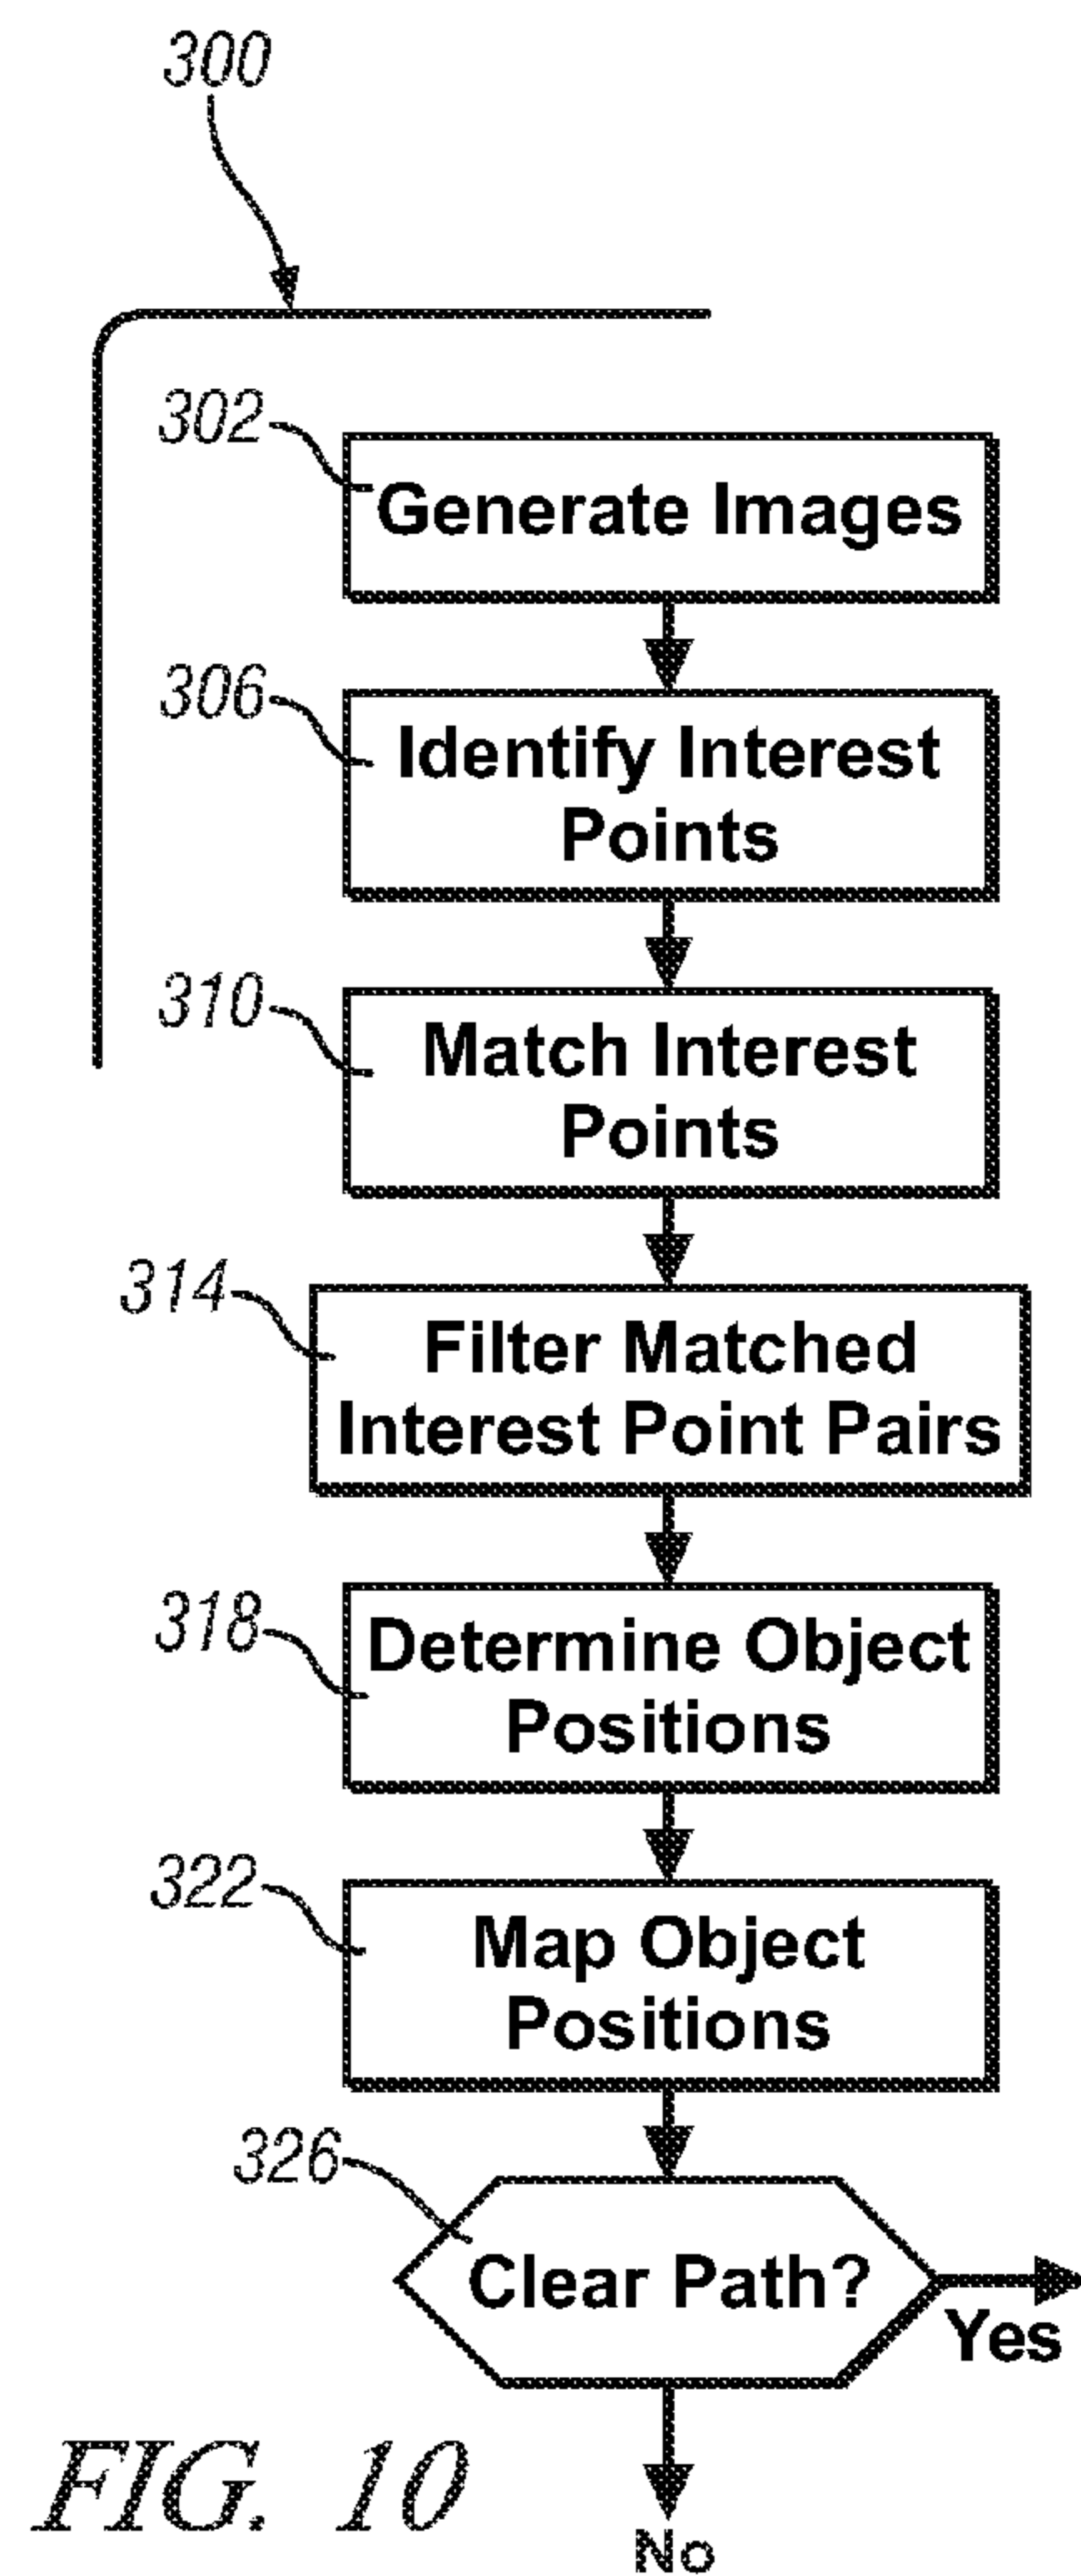 300
302
Generate Images
306
Identify Interest
Points
310
Match Interest
Points
314
Filter Matched
Interest Point Pairs
318
Determine Object
Positions
322
Map Object
Positions
326
Clear Path?
Yes
No
FIG. 10